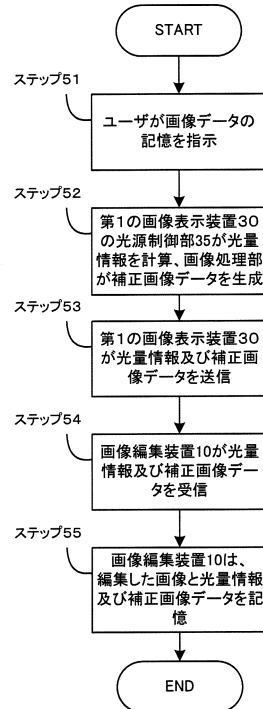 START
ステップ51
ユーザが画像データの
記憶を指示
ステップ52
第1の画像表示装置30
の光源制御部35が光量
情報を計算、画像処理部
が補正画像データを生成
ステップ53
第1の画像表示装置30
が光量情報及び補正画
像データを送信
ステップ54
画像編集装置10が光量
情報及び補正画像デー
タを受信
ステップ55
画像編集装置10は、
編集した画像と光量情報
及び補正画像データを記
憶
END